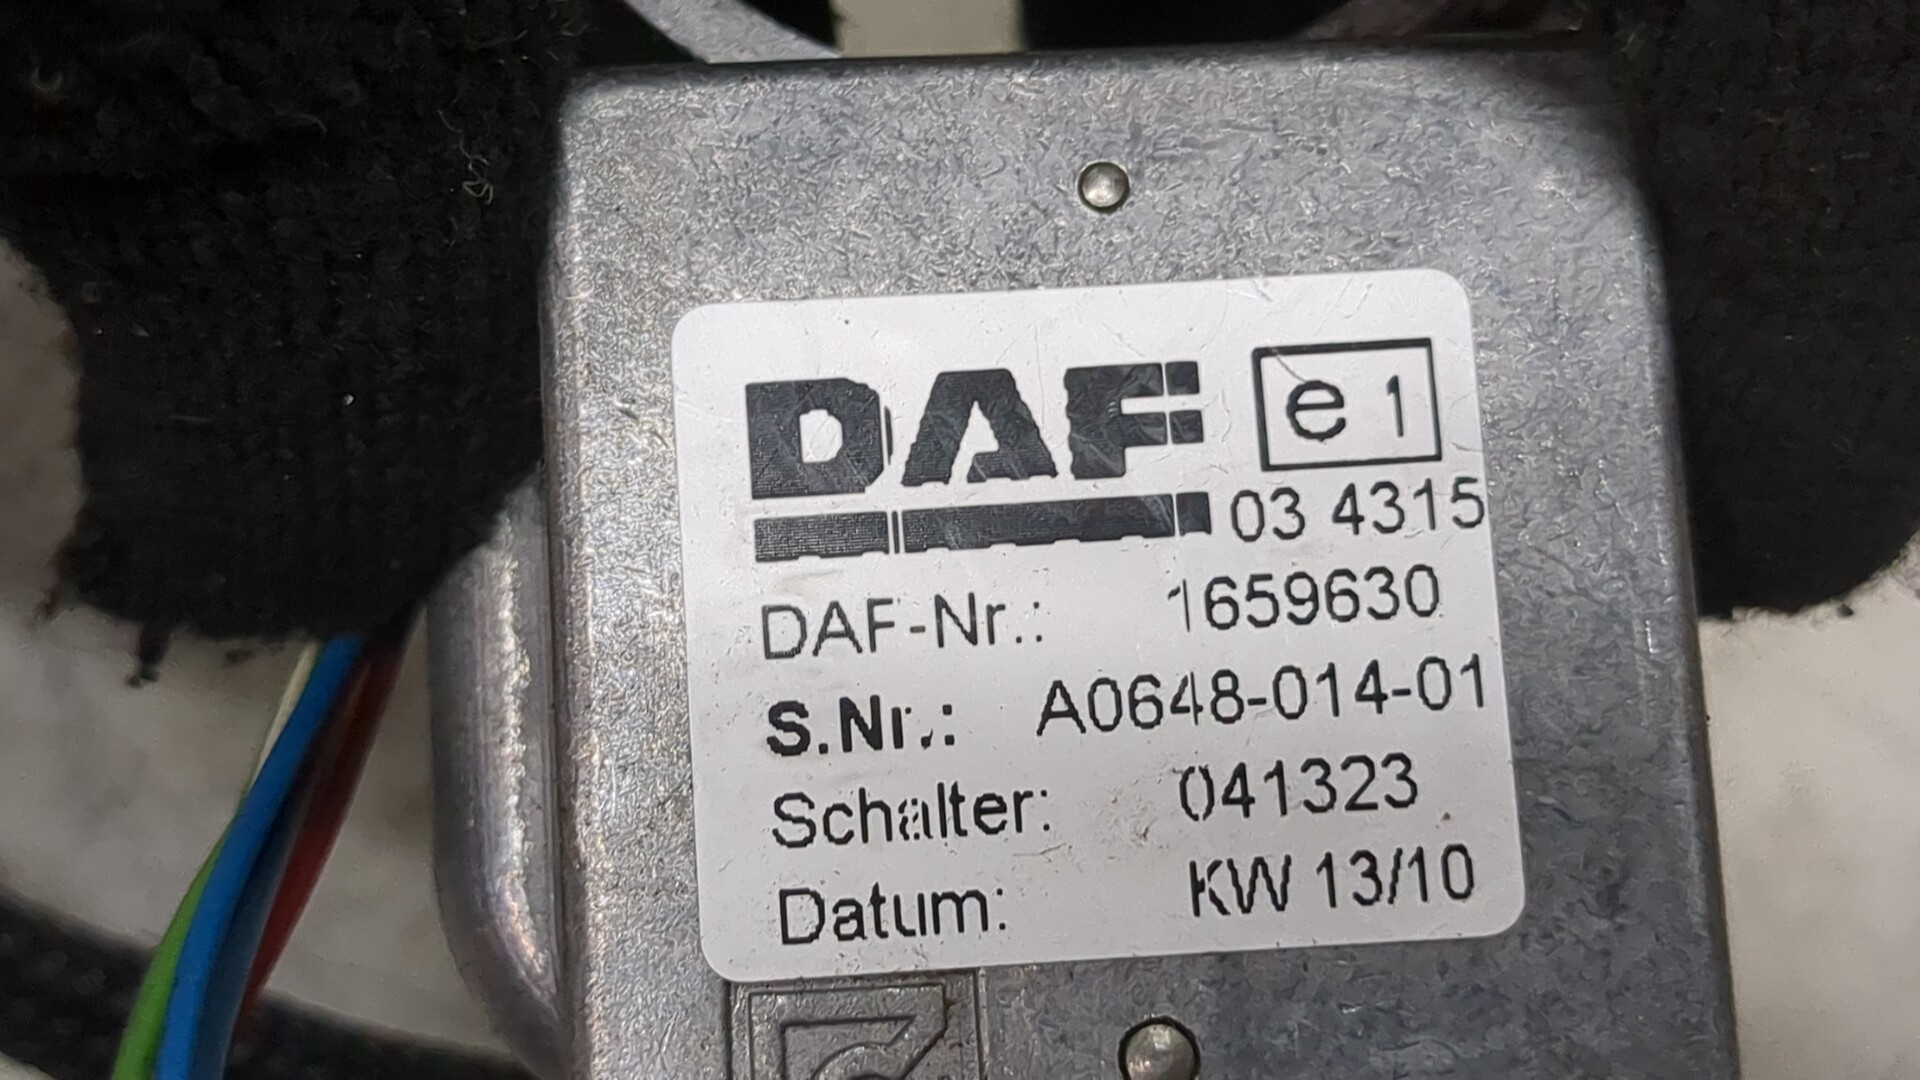 DAF e1
03 4315
DAF-Nr.: 1659630
S.Nr.: A0648-014-01
Schalter: 041323
Datum: KW 13/10